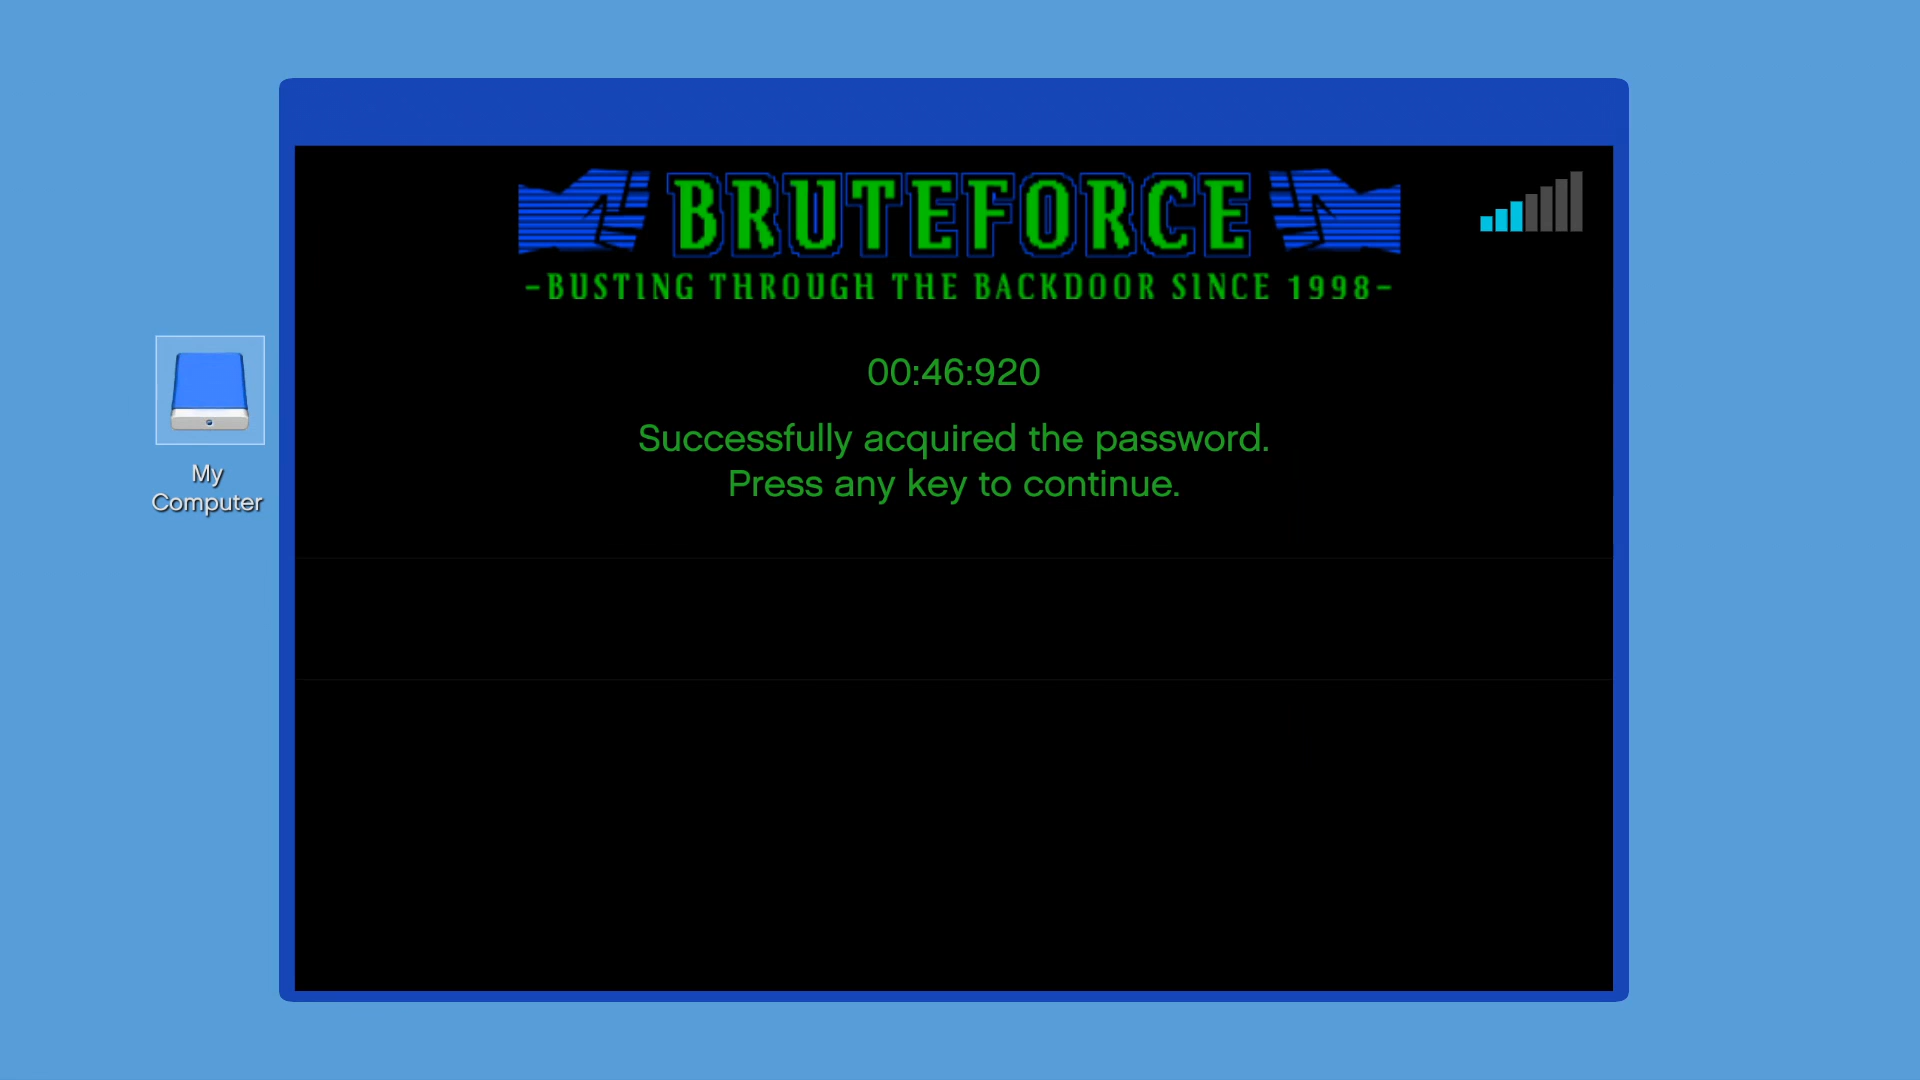 BRUTEFORCE
-BUSTING THROUGH THE BACKDOOR SINCE 1998-
00:46:920
Successfully acquired the password.
Press any key to continue.
My
Computer